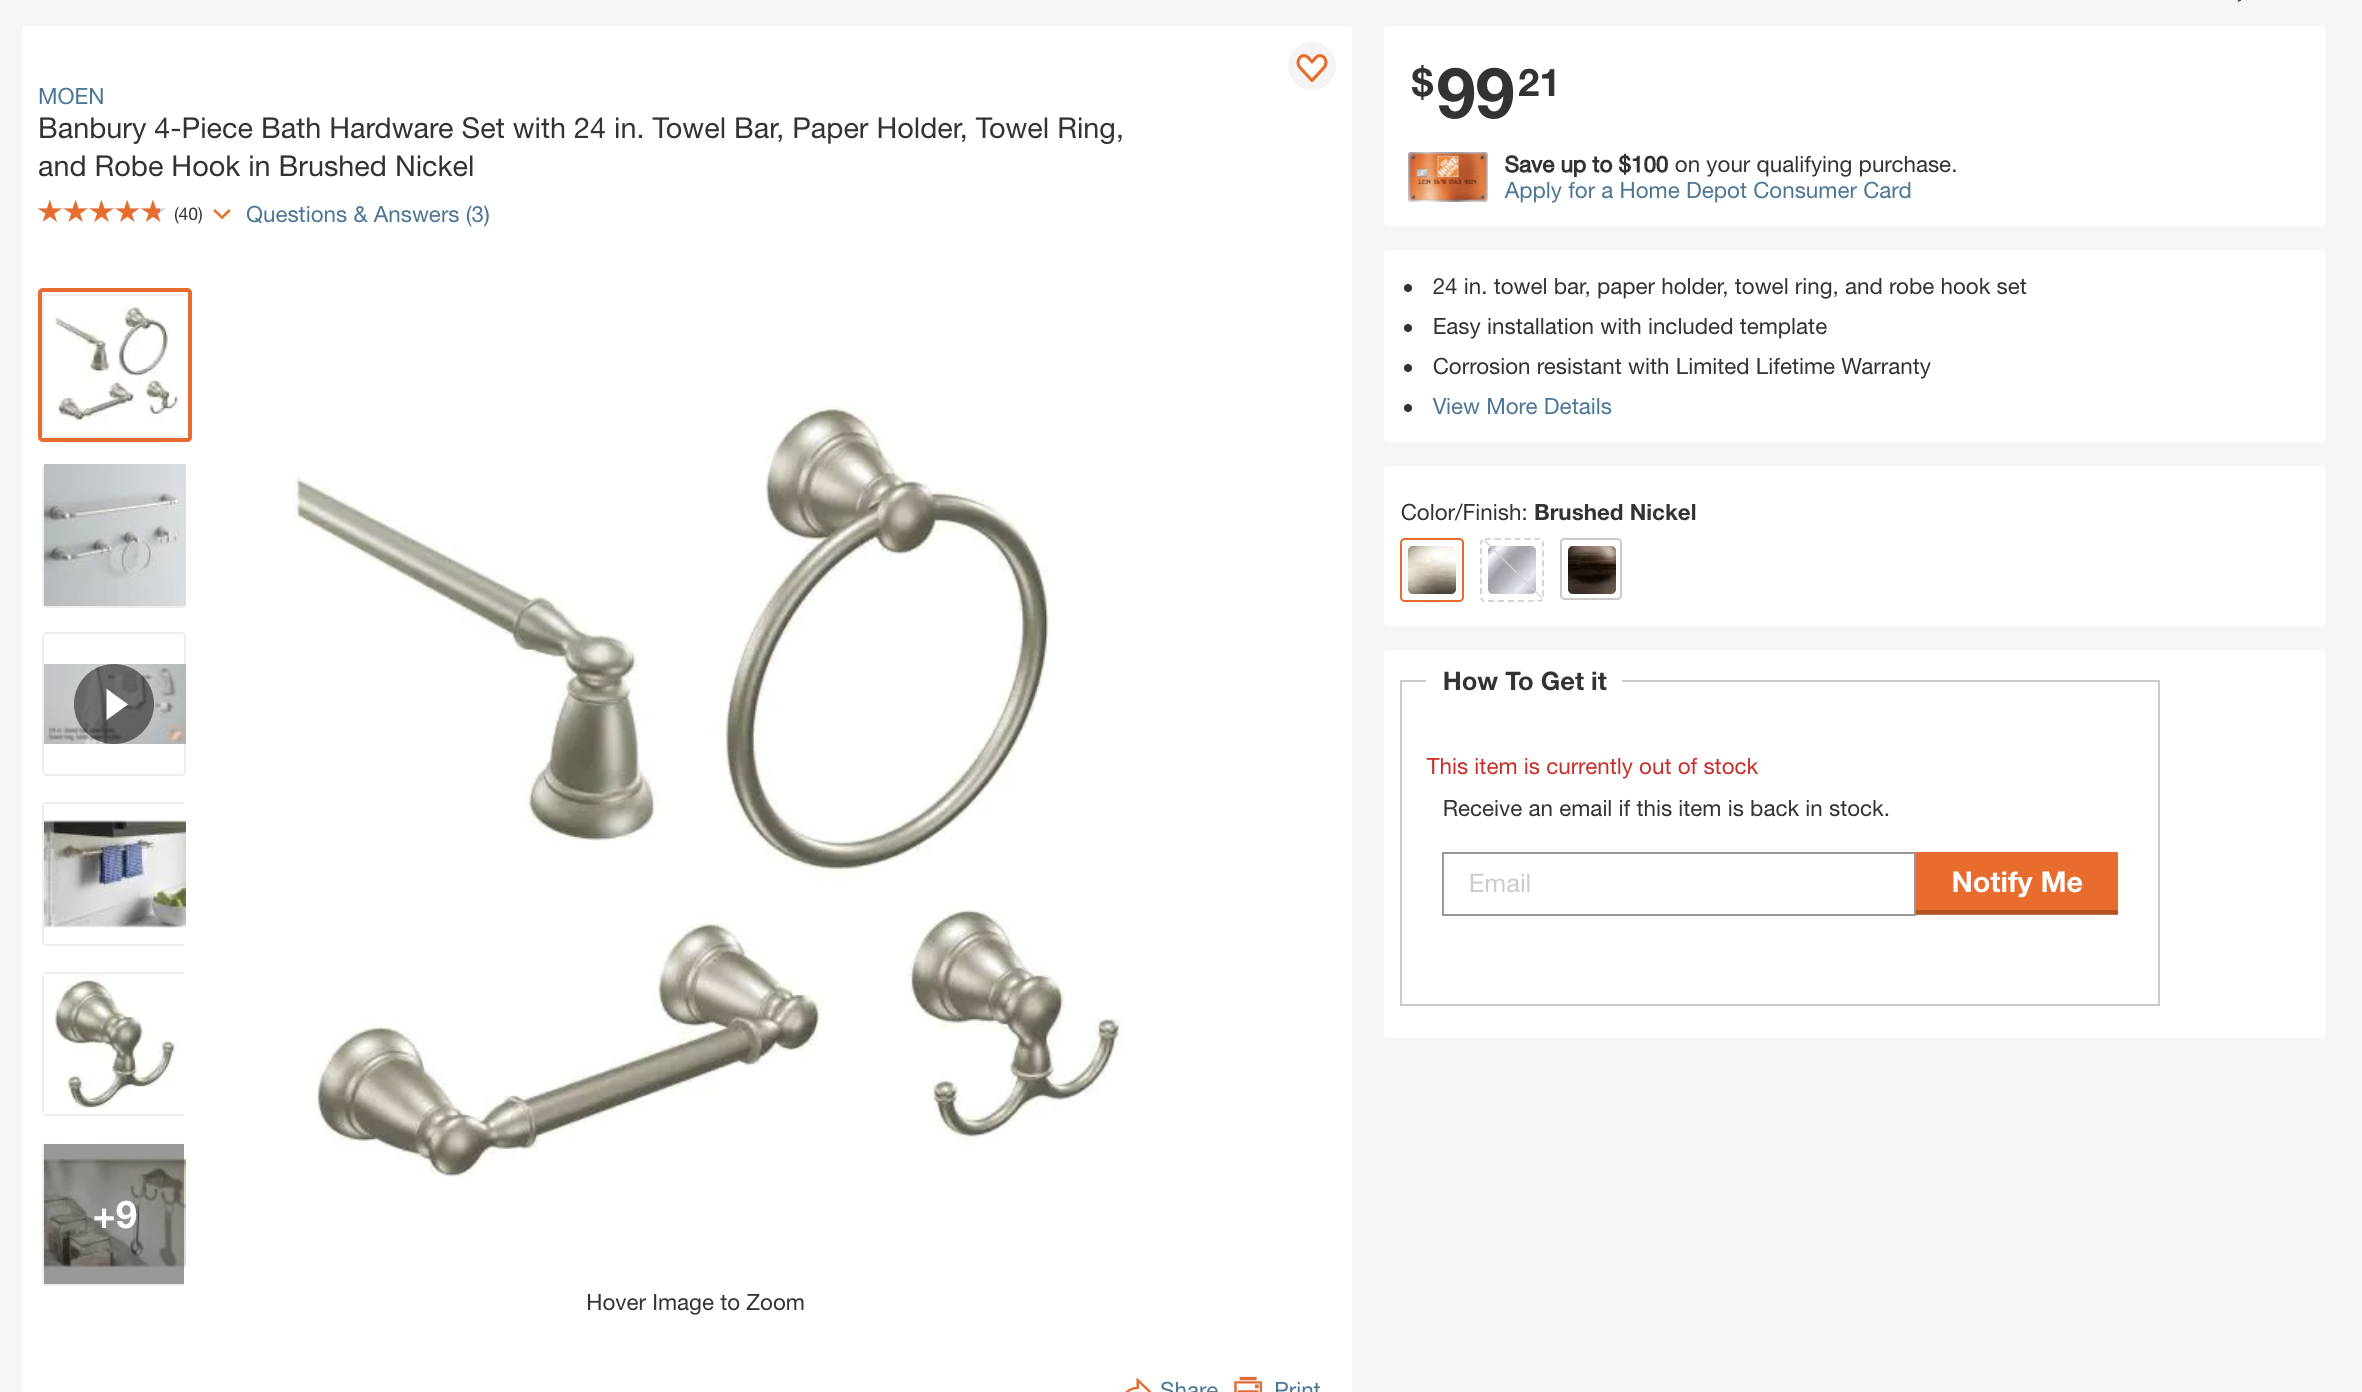 MOEN
Banbury 4-Piece Bath Hardware Set with 24 in. Towel Bar, Paper Holder, Towel Ring,
and Robe Hook in Brushed Nickel
(40)
Questions & Answers (3)
+9
Hover Image to Zoom
Share
Print
$99 21
Save up to $100 on your qualifying purchase.
Apply for a Home Depot Consumer Card
24 in. towel bar, paper holder, towel ring, and robe hook set
Easy installation with included template
Corrosion resistant with Limited Lifetime Warranty
View More Details
Color/Finish: Brushed Nickel
How To Get it
This item is currently out of stock
Receive an email if this item is back in stock.
Email
Notify Me